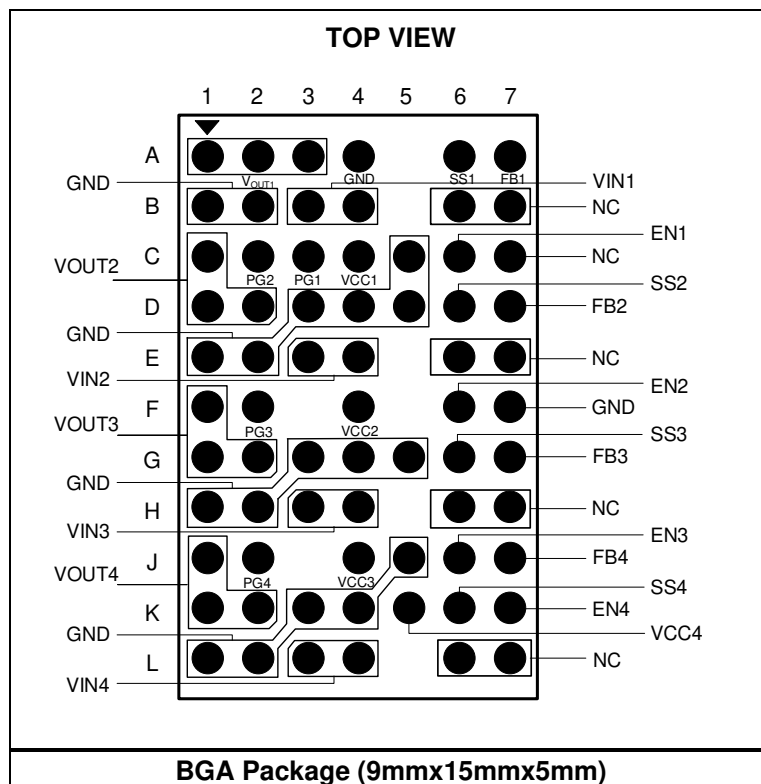 TOP VIEW
1 2 3 4 5 6 7
A
V_OUT1 GND SS1 FB1
GND VIN1
B NC
EN1
C NC
VOUT2
PG2 PG1 VCC1 SS2
D FB2
GND
E NC
VIN2
EN2
F GND
VOUT3
PG3 VCC2 SS3
G FB3
GND
H NC
VIN3
EN3
J FB4
VOUT4
PG4 VCC3 SS4
K EN4
GND VCC4
L NC
VIN4
BGA Package (9mmx15mmx5mm)